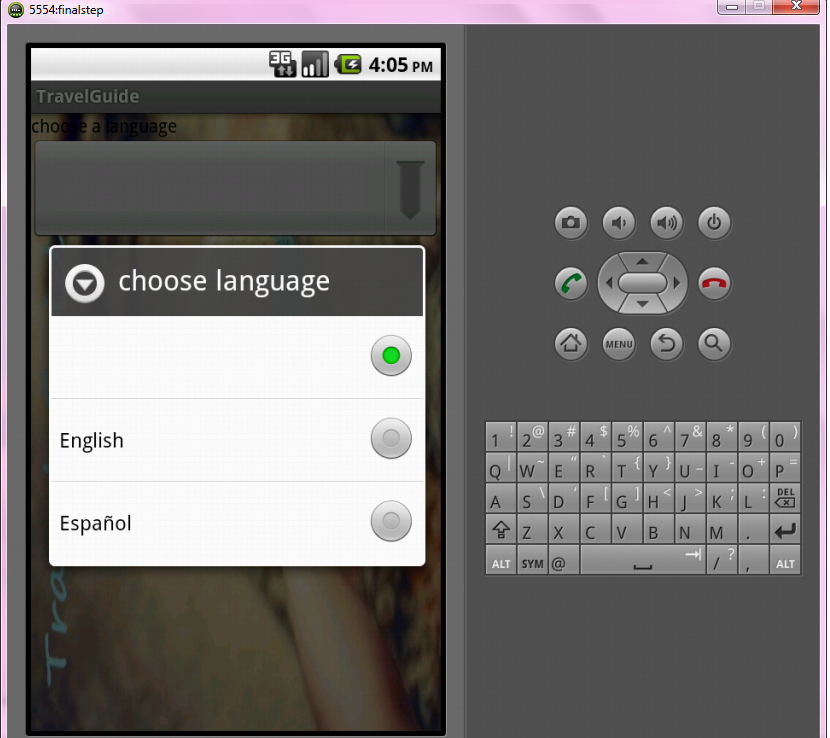 5554:finalstep
3G 4:05 PM
TravelGuide
choose a language
choose language
English
Español
Tra
MENU
1 ! 2 @ 3 # 4 $ 5 % 6 ^ 7 & 8 * 9 ( 0 )
Q | W ~ E “ R ` T { Y } U _ I - O + P =
A S \ D ‘ F [ G ] H < J > K ; L : DEL
Z X C V B N M .
ALT SYM @ / ? , ALT